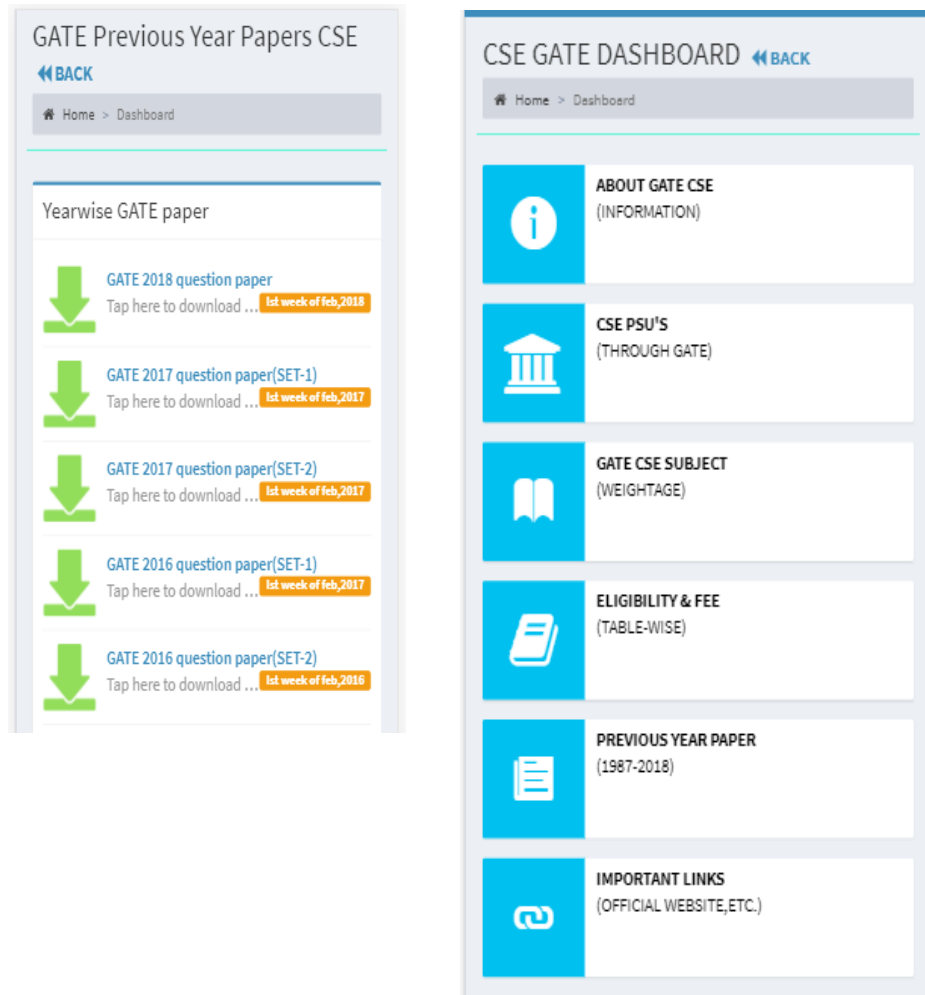 GATE Previous Year Papers CSE
BACK
Home > Dashboard
Yearwise GATE paper
GATE 2018 question paper
Tap here to download ... Ist week of feb,2018
GATE 2017 question paper(SET-1)
Tap here to download ... Ist week of feb,2017
GATE 2017 question paper(SET-2)
Tap here to download ... Ist week of feb,2017
GATE 2016 question paper(SET-1)
Tap here to download ... Ist week of feb,2017
GATE 2016 question paper(SET-2)
Tap here to download ... Ist week of feb,2016
CSE GATE DASHBOARD BACK
Home > Dashboard
ABOUT GATE CSE
(INFORMATION)
CSE PSU'S
(THROUGH GATE)
GATE CSE SUBJECT
(WEIGHTAGE)
ELIGIBILITY & FEE
(TABLE-WISE)
PREVIOUS YEAR PAPER
(1987-2018)
IMPORTANT LINKS
(OFFICIAL WEBSITE,ETC.)